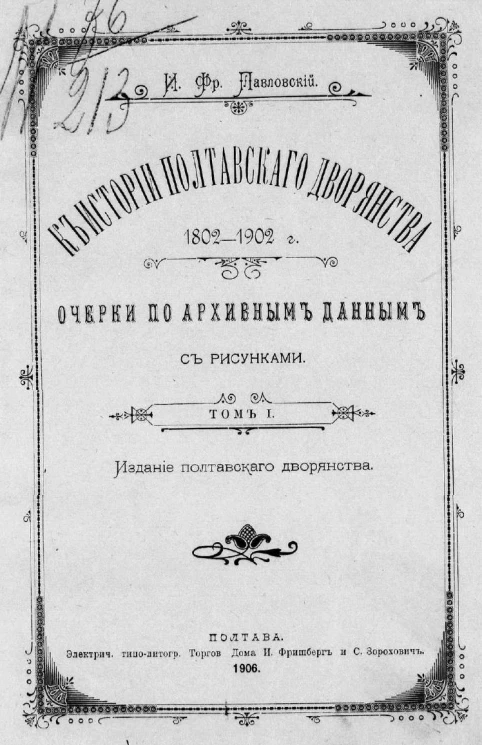 И. Фр. Павловскій.
КЪ ИСТОРІИ ПОЛТАВСКАГО ДВОРЯНСТВА
1802—1902 г.
ОЧЕРКИ ПО АРХИВНЫМЪ ДАННЫМЪ
СЪ РИСУНКАМИ.
ТОМЪ I.
Изданіе полтавскаго дворянства.
ПОЛТАВА.
Электрич. типо-литогр. Торгов Дома И. Фришбергъ и С. Зороховичъ.
1906.